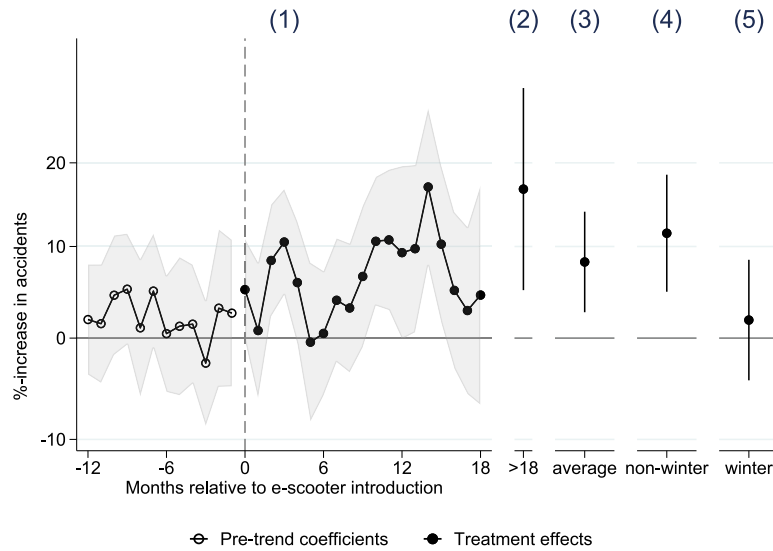 (1) (2) (3) (4) (5)
%-increase in accidents
20
10
0
-10
-12 -6 0 6 12 18 >18 average non-winter winter
Months relative to e-scooter introduction
Pre-trend coefficients Treatment effects